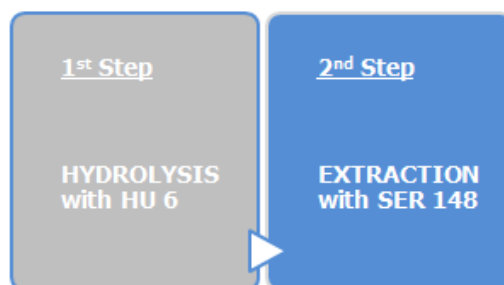 1st Step
HYDROLYSIS
with HU 6
2nd Step
EXTRACTION
with SER 148